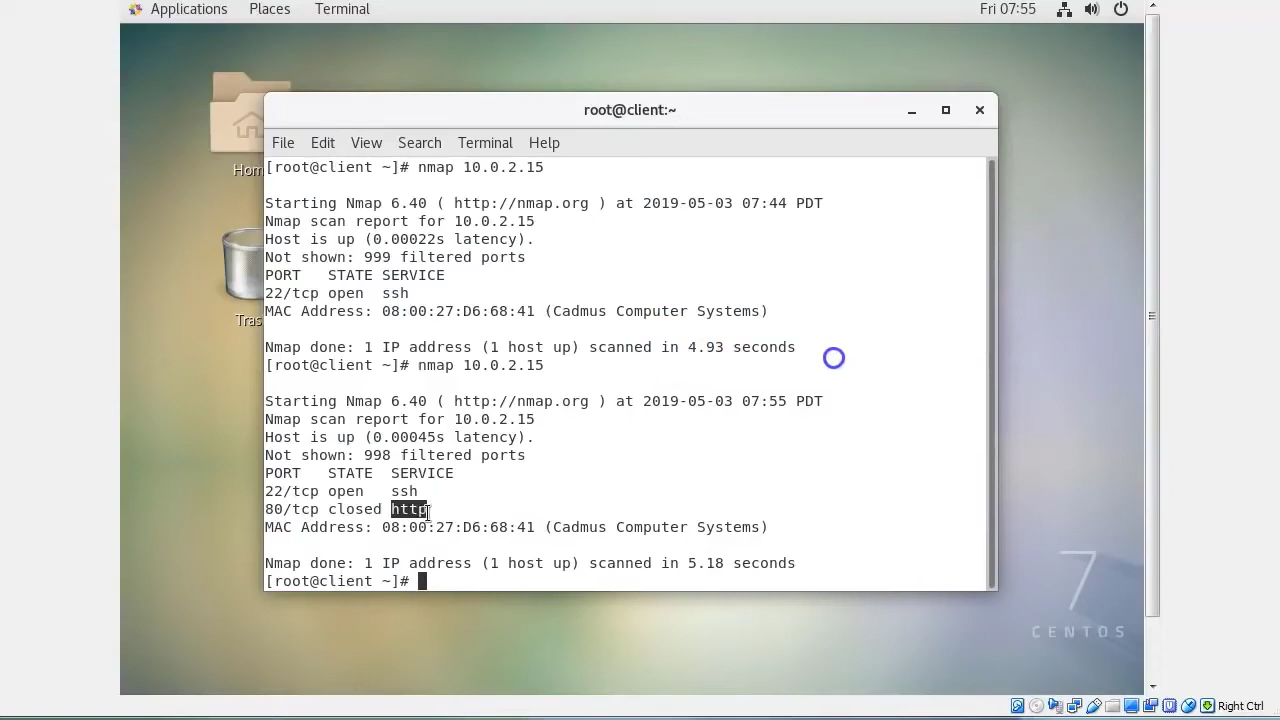 Applications Places Terminal Fri 07:55
root@client:~
File Edit View Search Terminal Help
[root@client ~]# nmap 10.0.2.15
Starting Nmap 6.40 ( http://nmap.org ) at 2019-05-03 07:44 PDT
Nmap scan report for 10.0.2.15
Host is up (0.00022s latency).
Not shown: 999 filtered ports
PORT   STATE SERVICE
22/tcp open  ssh
MAC Address: 08:00:27:D6:68:41 (Cadmus Computer Systems)
Nmap done: 1 IP address (1 host up) scanned in 4.93 seconds
[root@client ~]# nmap 10.0.2.15
Starting Nmap 6.40 ( http://nmap.org ) at 2019-05-03 07:55 PDT
Nmap scan report for 10.0.2.15
Host is up (0.00045s latency).
Not shown: 998 filtered ports
PORT   STATE  SERVICE
22/tcp open   ssh
80/tcp closed http
MAC Address: 08:00:27:D6:68:41 (Cadmus Computer Systems)
Nmap done: 1 IP address (1 host up) scanned in 5.18 seconds
[root@client ~]#
Hom
Tras
7
CENTOS
Right Ctrl